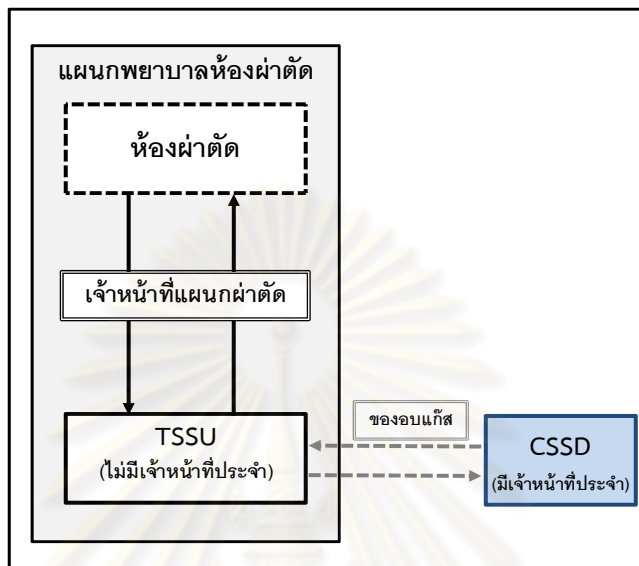 แผนกพยาบาลห้องผ่าตัด
ห้องผ่าตัด
เจ้าหน้าที่แผนกผ่าตัด
TSSU
(ไม่มีเจ้าหน้าที่ประจำ)
ของอบแก๊ส
CSSD
(มีเจ้าหน้าที่ประจำ)